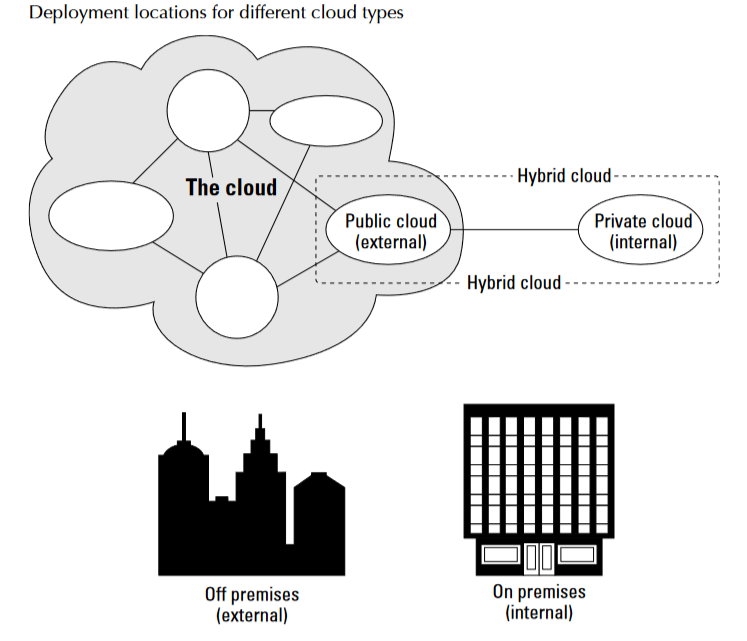 Deployment locations for different cloud types
Hybrid cloud
The cloud
Public cloud
(external)
Private cloud
(internal)
Hybrid cloud
Off premises
(external)
On premises
(internal)